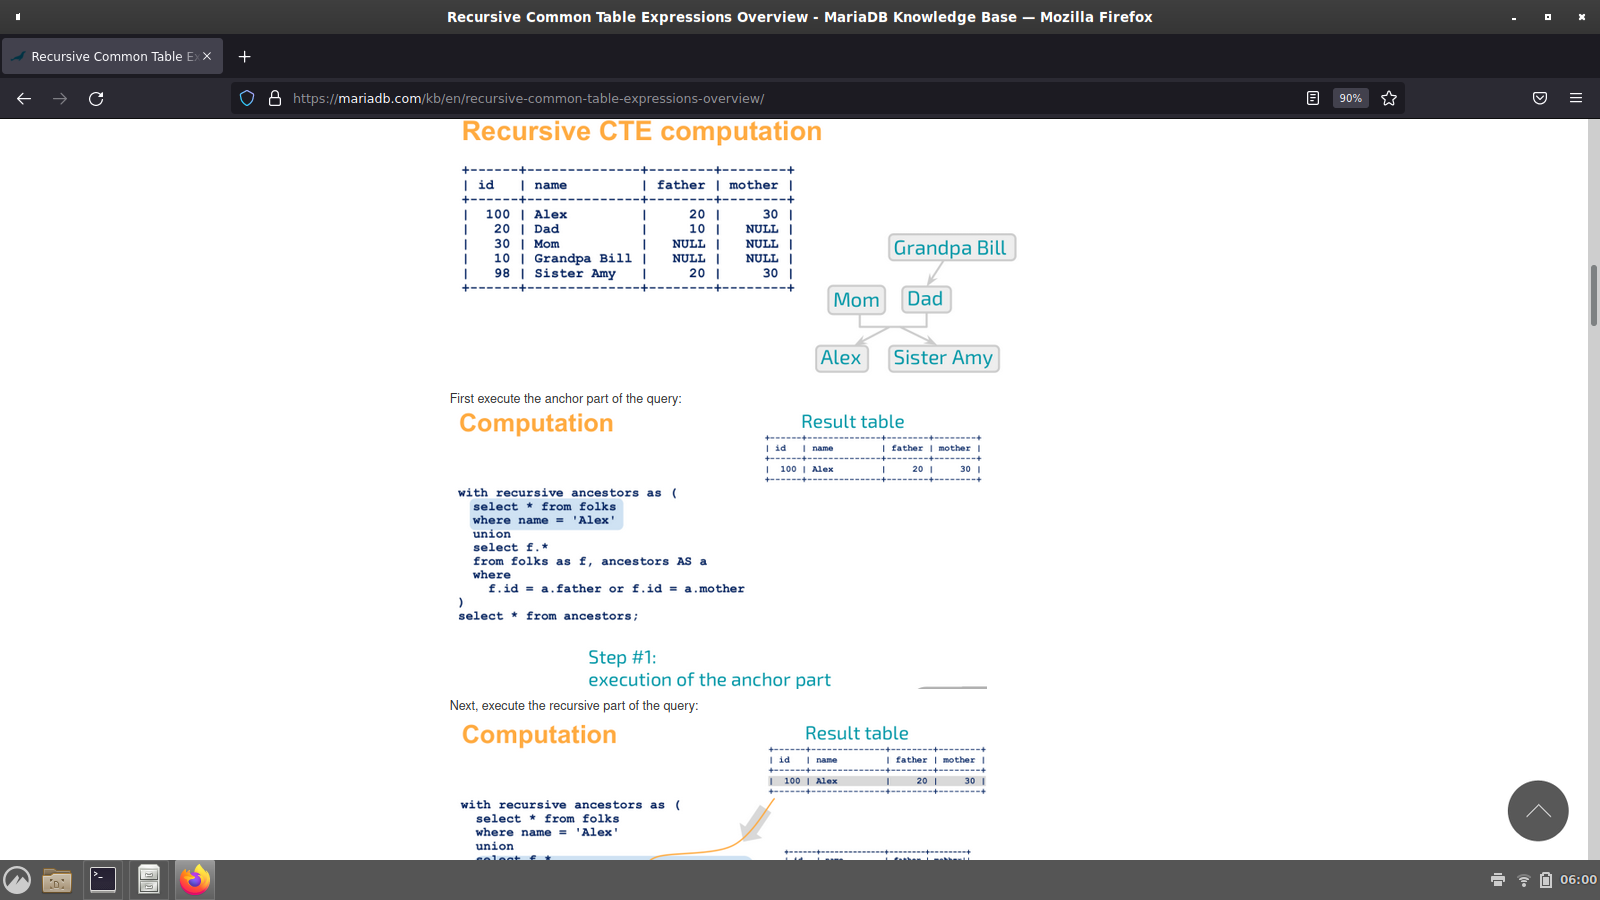 Recursive Common Table Expressions Overview - MariaDB Knowledge Base — Mozilla Firefox
Recursive Common Table Ex
https://mariadb.com/kb/en/recursive-common-table-expressions-overview/
90%
Recursive CTE computation
+------+--------------+--------+--------+
| id | name | father | mother |
+------+--------------+--------+--------+
| 100 | Alex | 20 | 30 |
| 20 | Dad | 10 | NULL |
| 30 | Mom | NULL | NULL |
| 10 | Grandpa Bill | NULL | NULL |
| 98 | Sister Amy | 20 | 30 |
+------+--------------+--------+--------+
Grandpa Bill
Mom Dad
Alex Sister Amy
First execute the anchor part of the query:
Computation
Result table
+------+--------------+--------+--------+
| id | name | father | mother |
+------+--------------+--------+--------+
| 100 | Alex | 20 | 30 |
+------+--------------+--------+--------+
with recursive ancestors as (
select * from folks
where name = 'Alex'
union
select f.*
from folks as f, ancestors AS a
where
f.id = a.father or f.id = a.mother
)
select * from ancestors;
Step #1:
execution of the anchor part
Next, execute the recursive part of the query:
Computation
Result table
+------+--------------+--------+--------+
| id | name | father | mother |
+------+--------------+--------+--------+
| 100 | Alex | 20 | 30 |
+------+--------------+--------+--------+
with recursive ancestors as (
select * from folks
where name = 'Alex'
union
select f.*
06:00